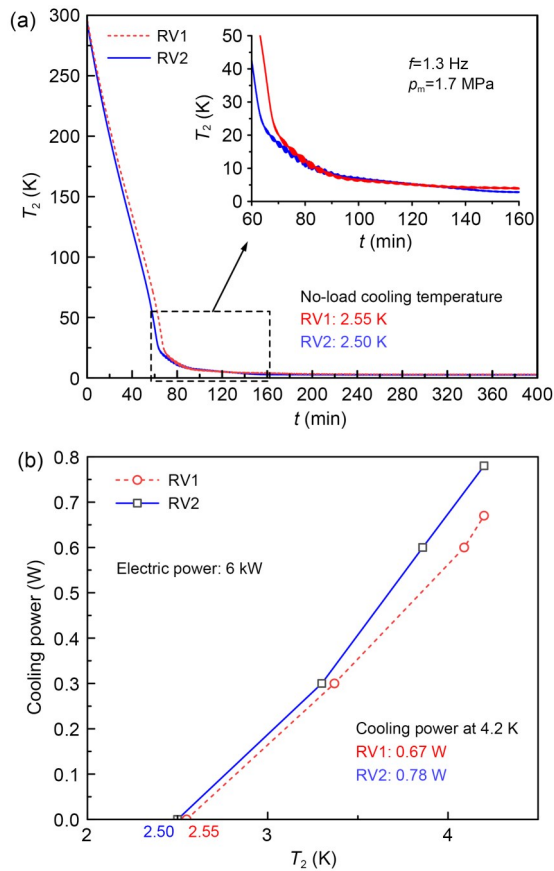 (a)
RV1
RV2
300
250
200
150
100
50
0
T₂ (K)
0 40 80 120 160 200 240 280 320 360 400
t (min)
50
40
30
20
10
0
T₂ (K)
60 80 100 120 140 160
t (min)
f=1.3 Hz
pₘ=1.7 MPa
No-load cooling temperature
RV1: 2.55 K
RV2: 2.50 K
(b)
RV1
RV2
Electric power: 6 kW
0.8
0.7
0.6
0.5
0.4
0.3
0.2
0.1
0.0
Cooling power (W)
Cooling power at 4.2 K
RV1: 0.67 W
RV2: 0.78 W
2 3 4
2.50 2.55
T₂ (K)